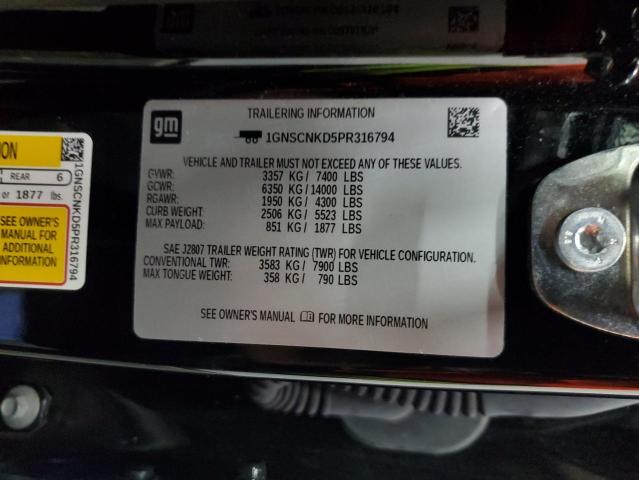 TRAILERING INFORMATION
gm
1GNSCNKD5PR316794
VEHICLE AND TRAILER MUST NOT EXCEED ANY OF THESE VALUES.
GVWR: 3357 KG / 7400 LBS
GCWR: 6350 KG / 14000 LBS
RGAWR: 1950 KG / 4300 LBS
CURB WEIGHT: 2506 KG / 5523 LBS
MAX PAYLOAD: 851 KG / 1877 LBS
SAE J2807 TRAILER WEIGHT RATING (TWR) FOR VEHICLE CONFIGURATION.
CONVENTIONAL TWR: 3583 KG / 7900 LBS
MAX TONGUE WEIGHT: 358 KG / 790 LBS
SEE OWNER'S MANUAL FOR MORE INFORMATION
ION
REAR 6
or 1877 lbs.
SEE OWNER'S
MANUAL FOR
ADDITIONAL
INFORMATION
1GNSCNKD5PR316794